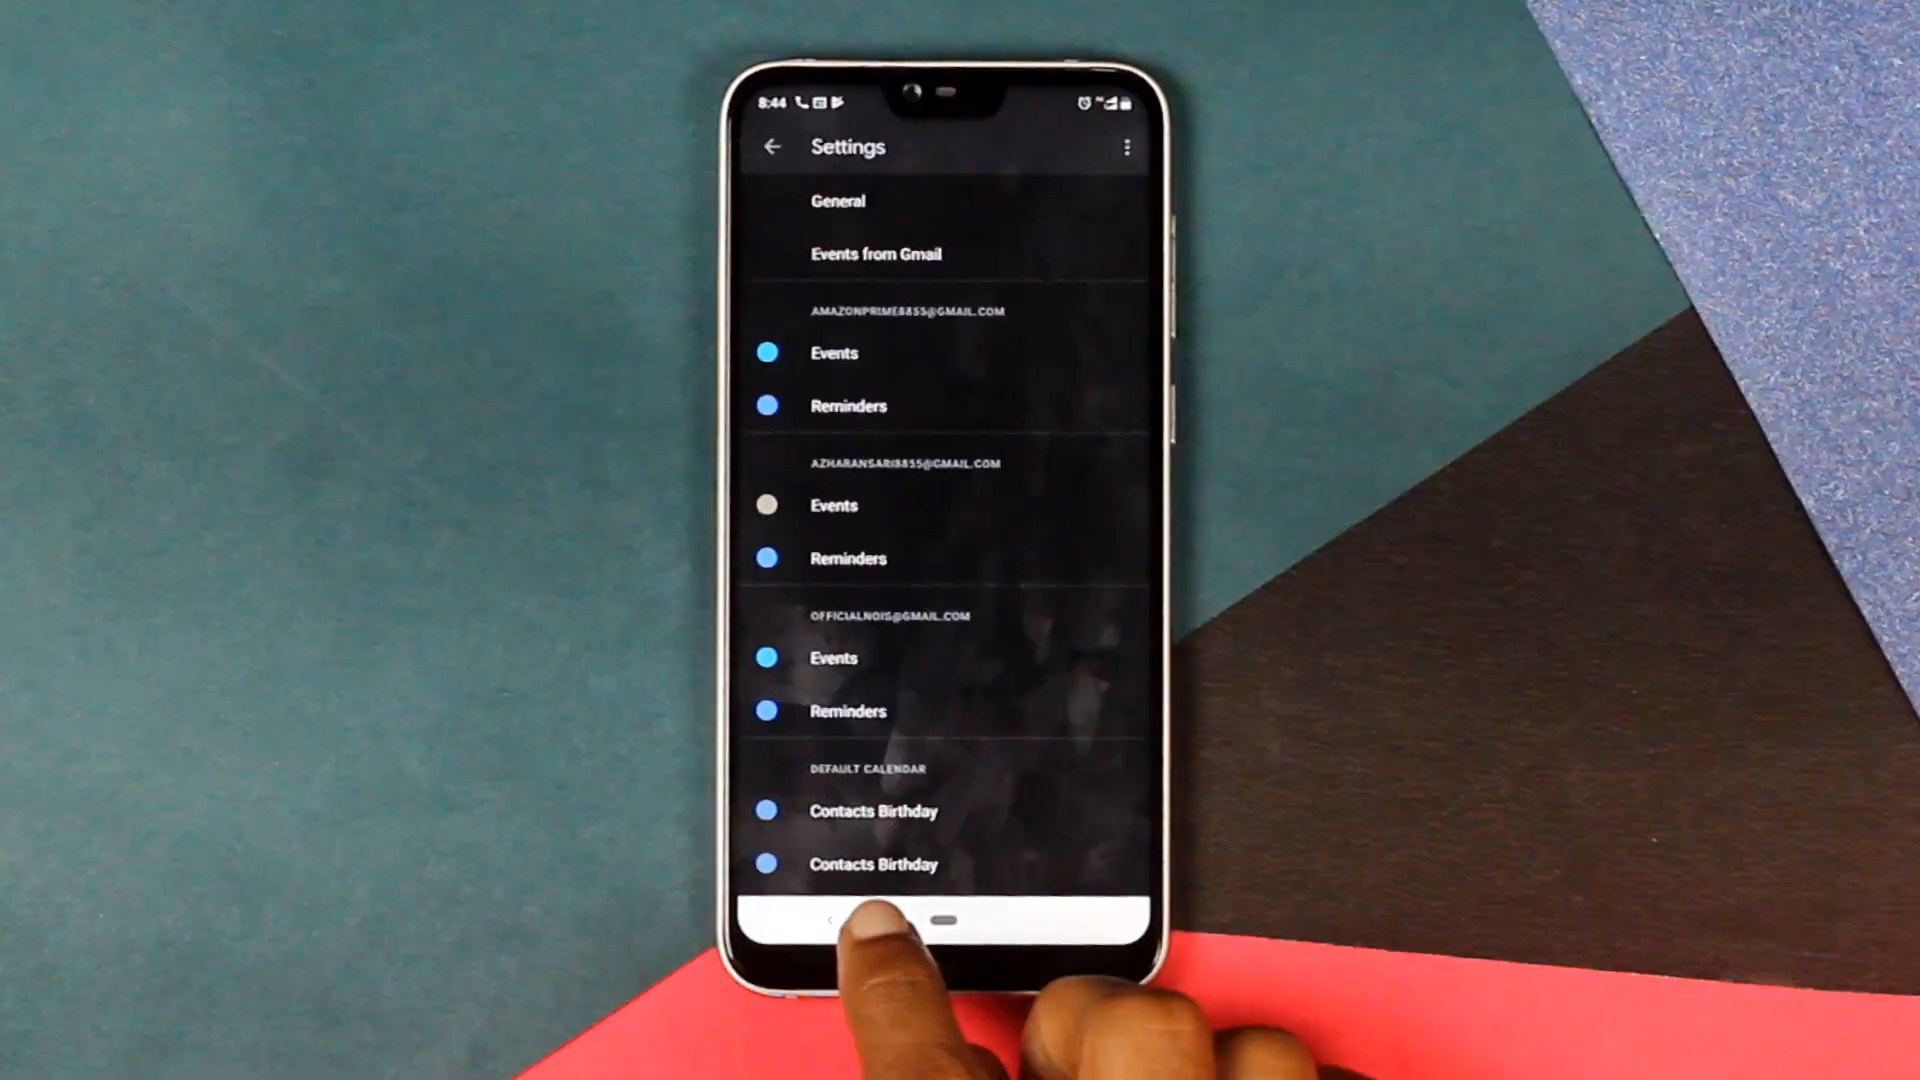 8:44
Settings
General
Events from Gmail
AMAZONPRIME8855@GMAIL.COM
Events
Reminders
AZHARANSARI8855@GMAIL.COM
Events
Reminders
OFFICIALNOIS@GMAIL.COM
Events
Reminders
DEFAULT CALENDAR
Contacts Birthday
Contacts Birthday